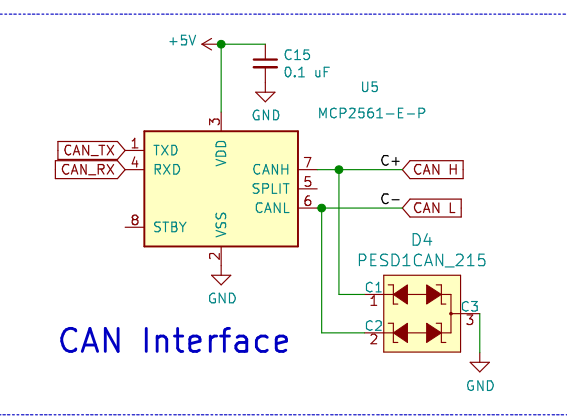 +5V
C15
0.1 uF
GND
U5
MCP2561-E-P
3
CAN_TX 1 TXD VDD
CAN_RX 4 RXD CANH 7 C+ CAN H
SPLIT 5
CANL 6 C- CAN L
8 STBY VSS
2
GND
D4
PESD1CAN_215
C1
1
C2
2
C3
3
GND
CAN Interface